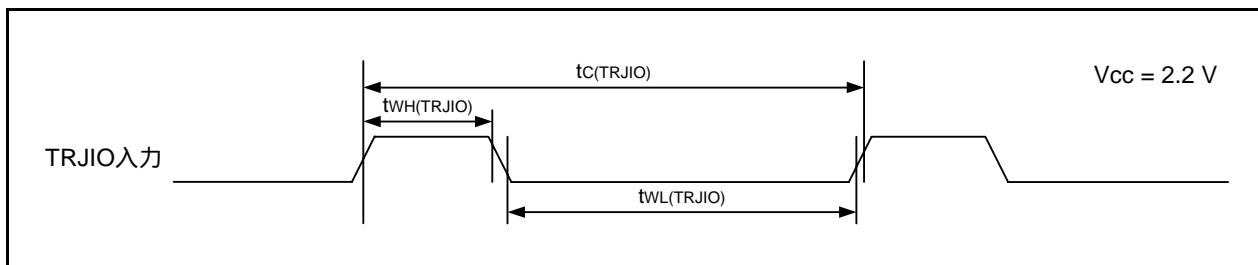 tC(TRJIO)
Vcc = 2.2 V
tWH(TRJIO)
TRJIO入力
tWL(TRJIO)